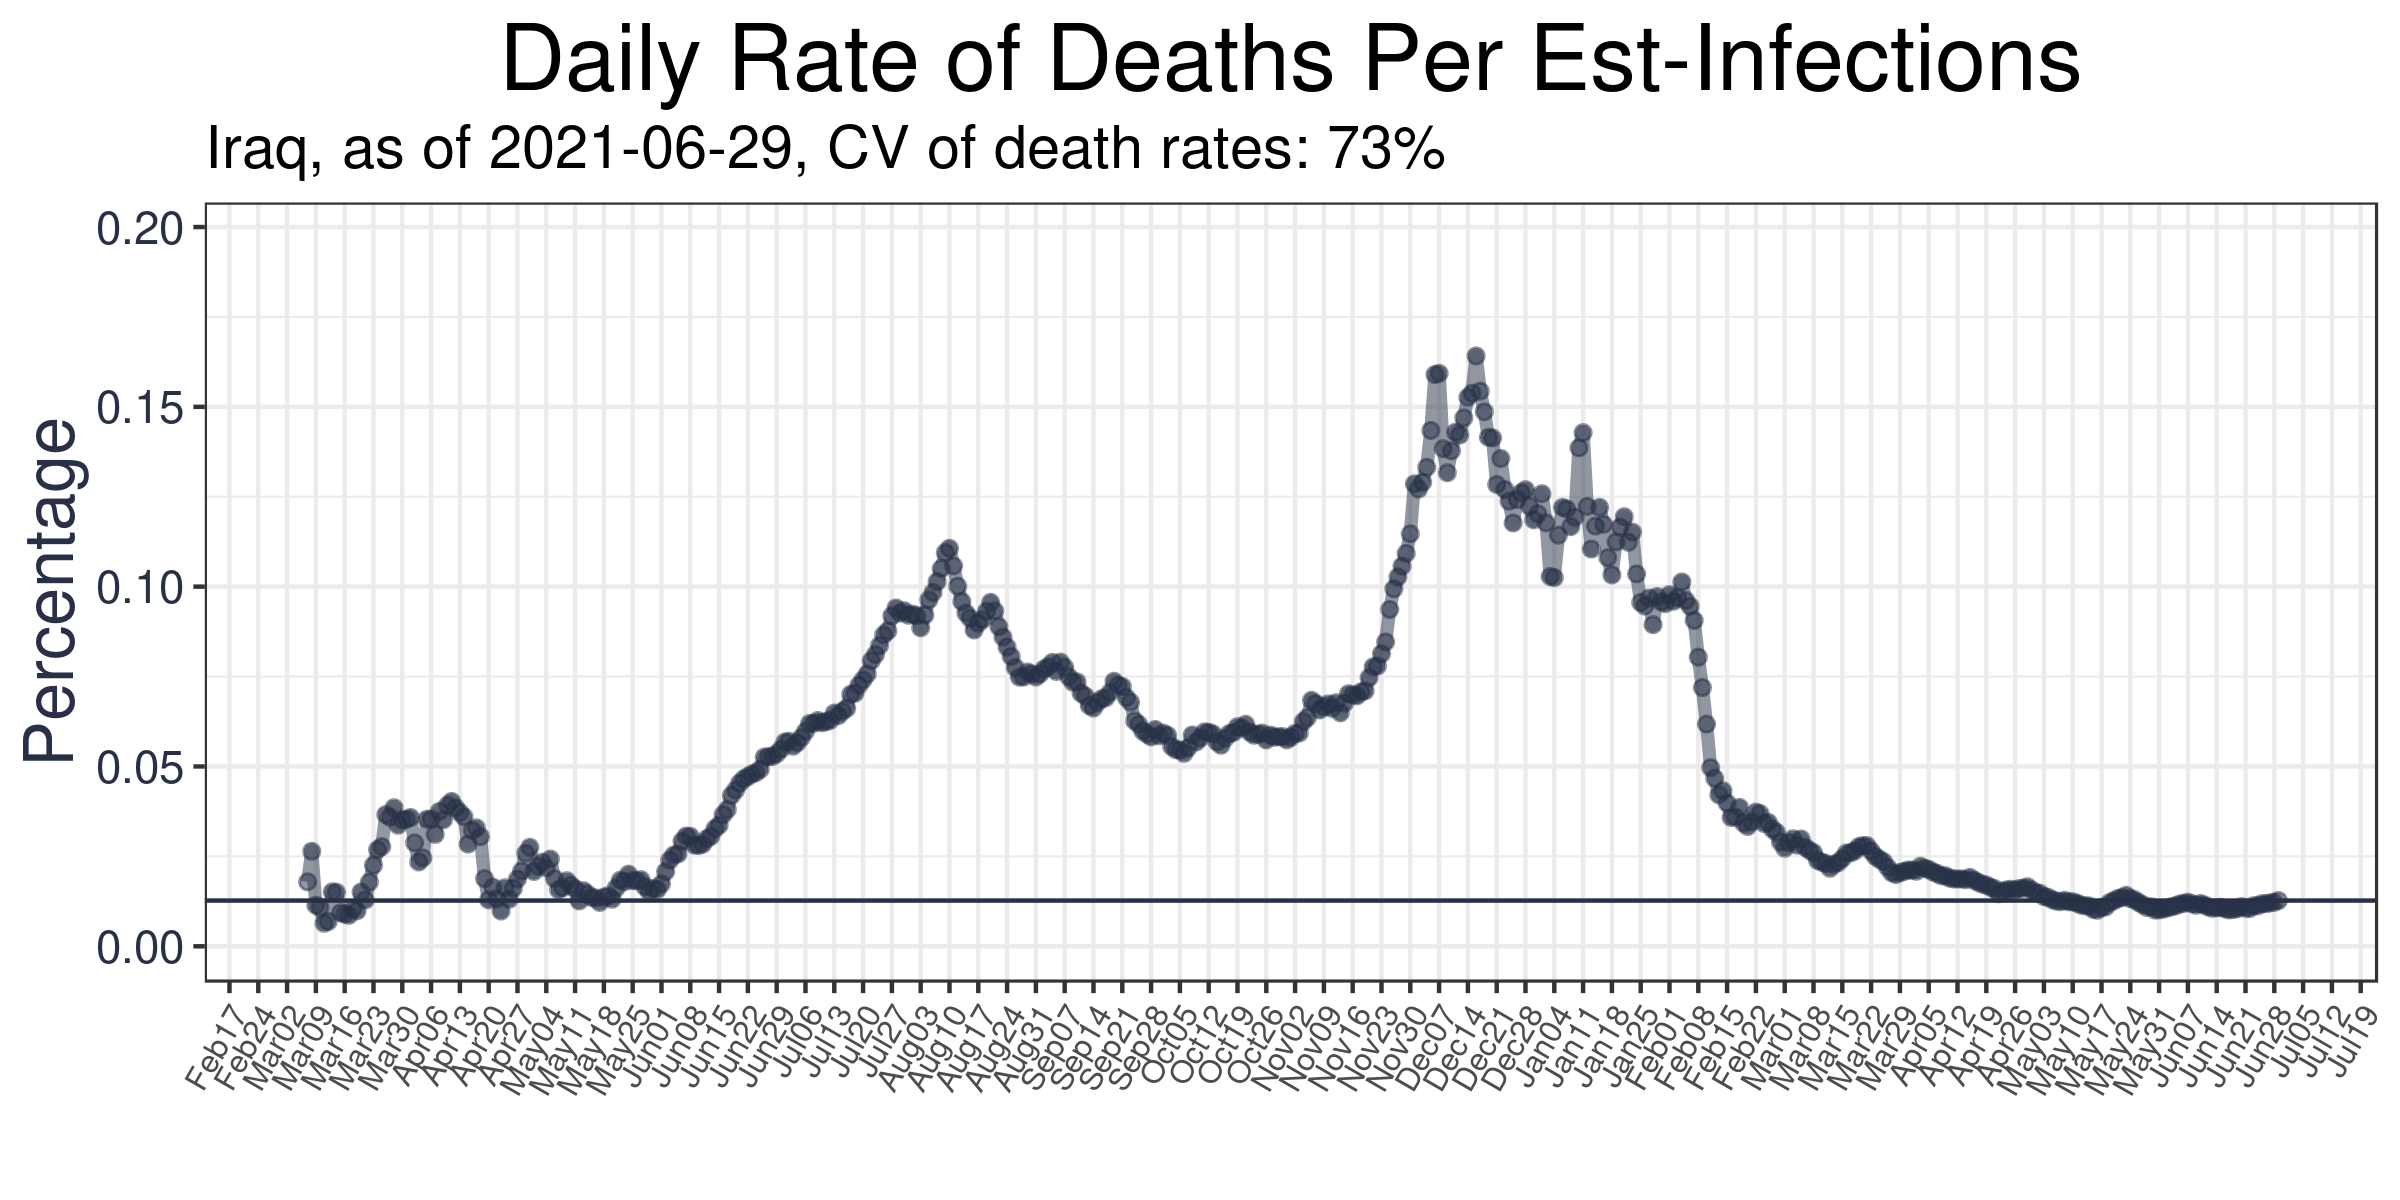 Daily Rate of Deaths Per Est-Infections
Iraq, as of 2021-06-29, CV of death rates: 73%
Percentage
0.20
0.15
0.10
0.05
0.00
Feb17
Feb24
Mar02
Mar09
Mar16
Mar23
Mar30
Apr06
Apr13
Apr20
Apr27
May04
May11
May18
May25
Jun01
Jun08
Jun15
Jun22
Jun29
Jul06
Jul13
Jul20
Jul27
Aug03
Aug10
Aug17
Aug24
Aug31
Sep07
Sep14
Sep21
Sep28
Oct05
Oct12
Oct19
Oct26
Nov02
Nov09
Nov16
Nov23
Nov30
Dec07
Dec14
Dec21
Dec28
Jan04
Jan11
Jan18
Jan25
Feb01
Feb08
Feb15
Feb22
Mar01
Mar08
Mar15
Mar22
Mar29
Apr05
Apr12
Apr19
Apr26
May03
May10
May17
May24
May31
Jun07
Jun14
Jun21
Jun28
Jul05
Jul12
Jul19